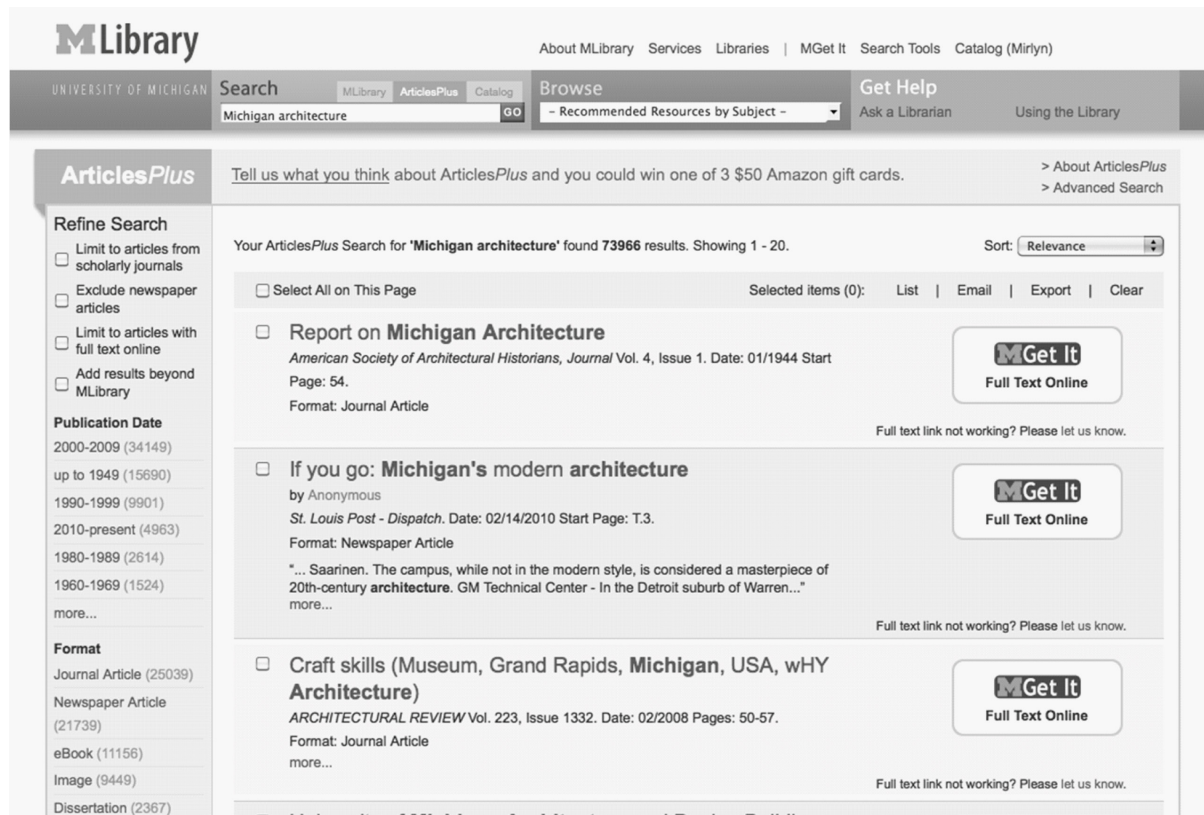 MLibrary
About MLibrary Services Libraries | MGet It Search Tools Catalog (Mirlyn)
UNIVERSITY OF MICHIGAN
Search MLibrary ArticlesPlus Catalog
Michigan architecture GO
Browse
- Recommended Resources by Subject -
Get Help
Ask a Librarian Using the Library
ArticlesPlus
Tell us what you think about ArticlesPlus and you could win one of 3 $50 Amazon gift cards.
> About ArticlesPlus
> Advanced Search
Refine Search
Limit to articles from
scholarly journals
Exclude newspaper
articles
Limit to articles with
full text online
Add results beyond
MLibrary
Publication Date
2000-2009 (34149)
up to 1949 (15690)
1990-1999 (9901)
2010-present (4963)
1980-1989 (2614)
1960-1969 (1524)
more...
Format
Journal Article (25039)
Newspaper Article
(21739)
eBook (11156)
Image (9449)
Dissertation (2367)
Your ArticlesPlus Search for 'Michigan architecture' found 73966 results. Showing 1 - 20.
Sort: Relevance
Select All on This Page
Selected items (0): List | Email | Export | Clear
Report on Michigan Architecture
American Society of Architectural Historians, Journal Vol. 4, Issue 1. Date: 01/1944 Start
Page: 54.
Format: Journal Article
MGet It
Full Text Online
Full text link not working? Please let us know.
If you go: Michigan's modern architecture
by Anonymous
St. Louis Post - Dispatch. Date: 02/14/2010 Start Page: T.3.
Format: Newspaper Article
"... Saarinen. The campus, while not in the modern style, is considered a masterpiece of
20th-century architecture. GM Technical Center - In the Detroit suburb of Warren..."
more...
MGet It
Full Text Online
Full text link not working? Please let us know.
Craft skills (Museum, Grand Rapids, Michigan, USA, wHY
Architecture)
ARCHITECTURAL REVIEW Vol. 223, Issue 1332. Date: 02/2008 Pages: 50-57.
Format: Journal Article
more...
MGet It
Full Text Online
Full text link not working? Please let us know.